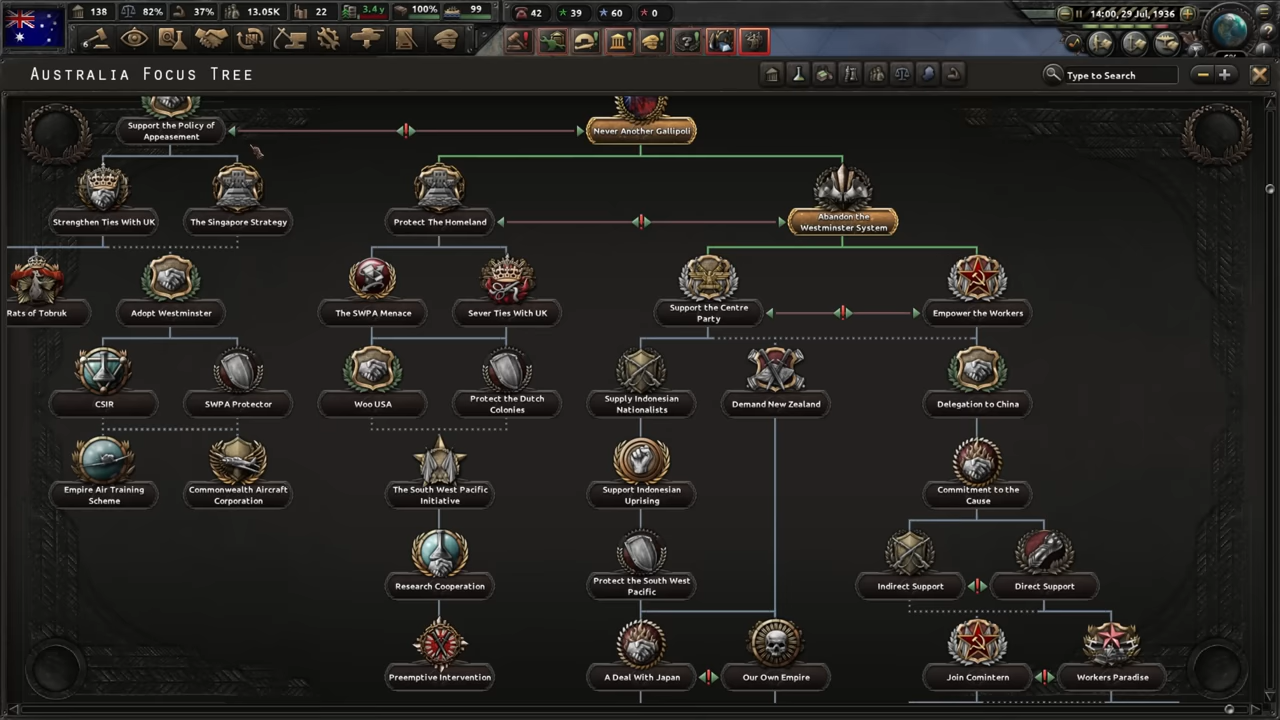 138
82%
37%
13.05K
22
3.4 y
100%
99
42
39
60
0
14:00, 29 Jul, 1936
Australia Focus Tree
Type to Search
Support the Policy of
Appeasement
Never Another Gallipoli
Strengthen Ties With UK
The Singapore Strategy
Protect The Homeland
Abandon the
Westminster System
Rats of Tobruk
Adopt Westminster
The SWPA Menace
Sever Ties With UK
Support the Centre
Party
Empower the Workers
CSIR
SWPA Protector
Woo USA
Protect the Dutch
Colonies
Supply Indonesian
Nationalists
Demand New Zealand
Delegation to China
Empire Air Training
Scheme
Commonwealth Aircraft
Corporation
The South West Pacific
Initiative
Support Indonesian
Uprising
Commitment to the
Cause
Research Cooperation
Protect the South West
Pacific
Indirect Support
Direct Support
Preemptive Intervention
A Deal With Japan
Our Own Empire
Join Comintern
Workers Paradise